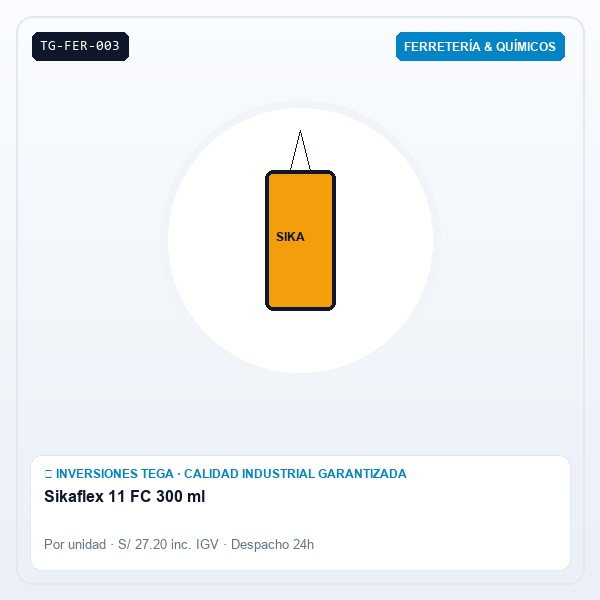 TG-FER-003
FERRETERÍA & QUÍMICOS
SIKA
INVERSIONES TEGA · CALIDAD INDUSTRIAL GARANTIZADA
Sikaflex 11 FC 300 ml
Por unidad · S/ 27.20 inc. IGV · Despacho 24h